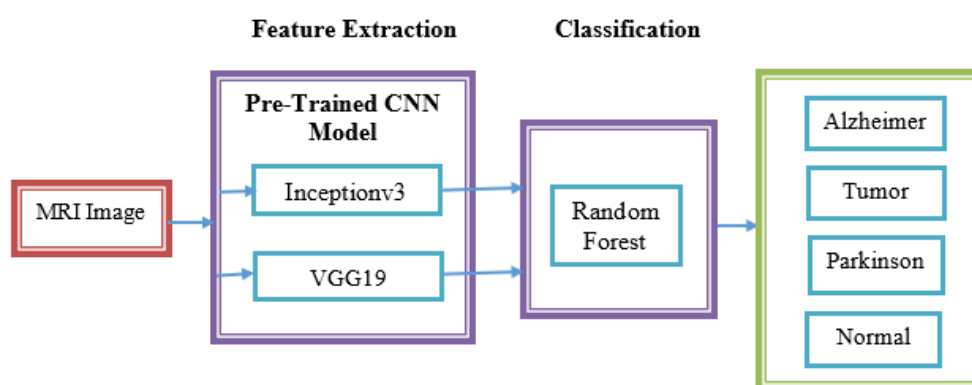 Feature Extraction
Classification
MRI Image
Pre-Trained CNN
Model
Inceptionv3
VGG19
Random
Forest
Alzheimer
Tumor
Parkinson
Normal